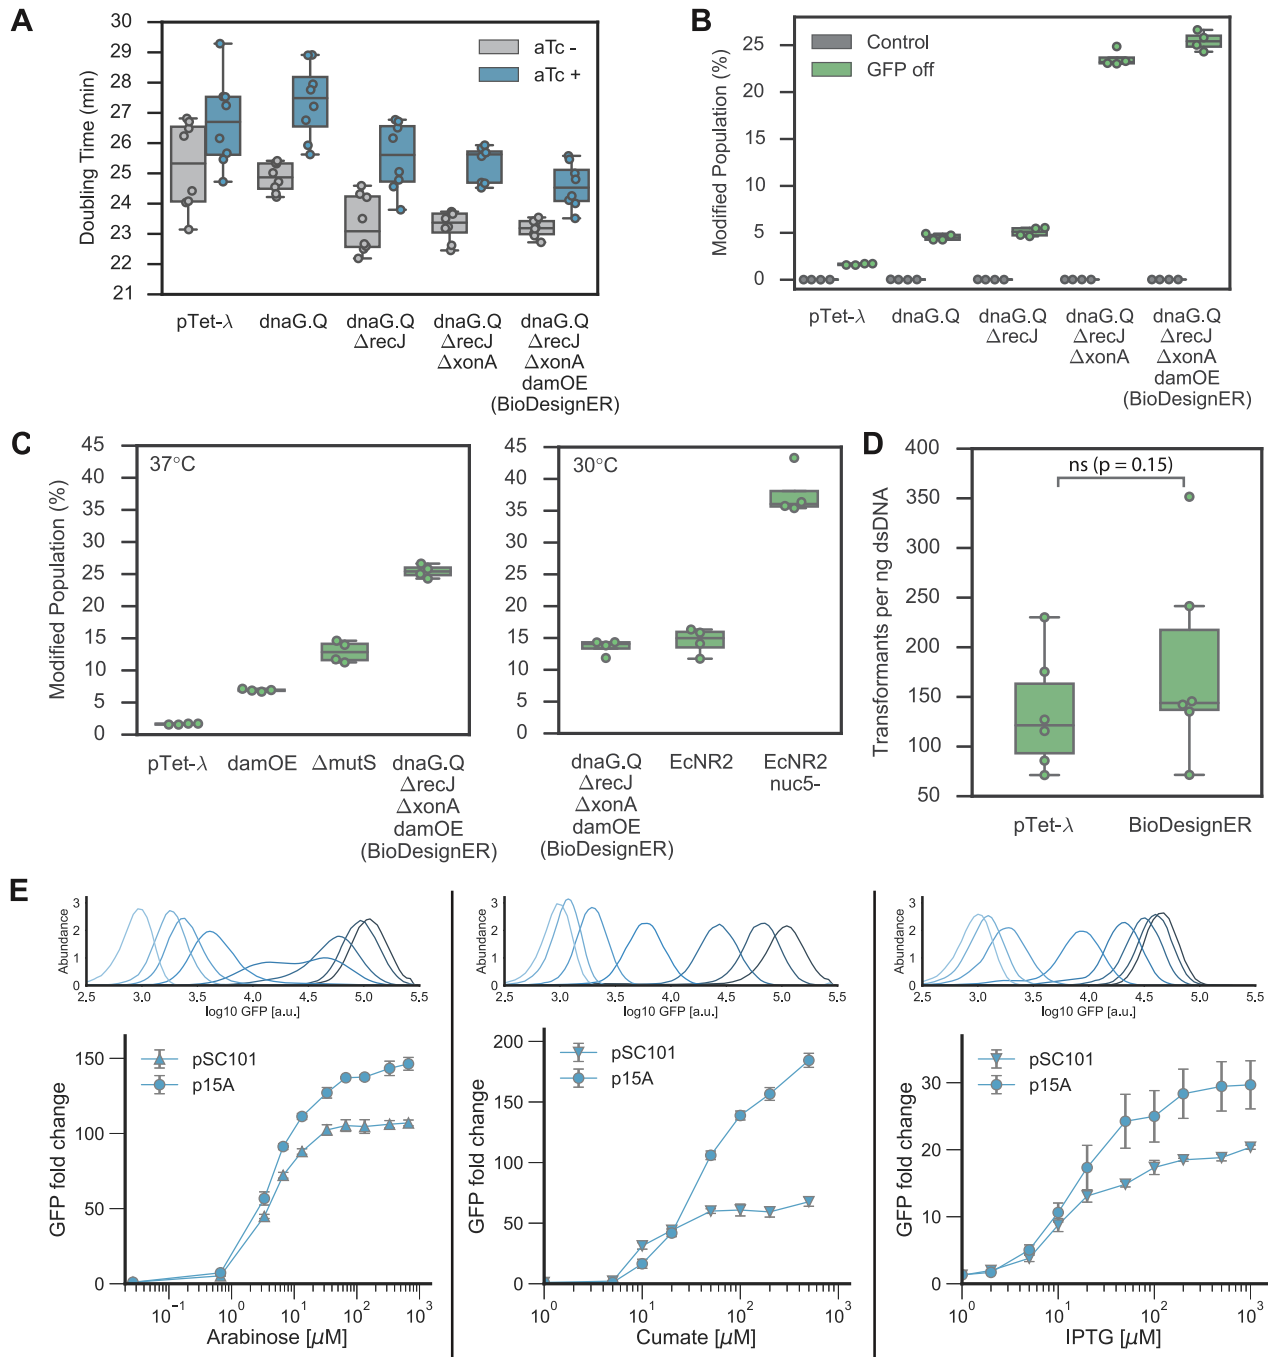 A
30
29
28
27
26
25
24
23
22
21
Doubling Time (min)
aTc -
aTc +
pTet-λ
dnaG.Q
dnaG.Q
ΔrecJ
dnaG.Q
ΔrecJ
ΔxonA
dnaG.Q
ΔrecJ
ΔxonA
damOE
(BioDesignER)
B
25
20
15
10
5
0
Modified Population (%)
Control
GFP off
pTet-λ
dnaG.Q
dnaG.Q
ΔrecJ
dnaG.Q
ΔrecJ
ΔxonA
dnaG.Q
ΔrecJ
ΔxonA
damOE
(BioDesignER)
C
45
40
35
30
25
20
15
10
5
0
Modified Population (%)
37°C
pTet-λ
damOE
ΔmutS
dnaG.Q
ΔrecJ
ΔxonA
damOE
(BioDesignER)
45
40
35
30
25
20
15
10
5
0
30°C
dnaG.Q
ΔrecJ
ΔxonA
damOE
(BioDesignER)
EcNR2
EcNR2
nuc5-
D
400
350
300
250
200
150
100
50
Transformants per ng dsDNA
ns (p = 0.15)
pTet-λ
BioDesignER
E
3
2
1
0
Abundance
2.5 3.0 3.5 4.0 4.5 5.0 5.5
log10 GFP [a.u.]
150
100
50
0
GFP fold change
pSC101
p15A
10⁻¹ 10⁰ 10¹ 10² 10³
Arabinose [μM]
3
2
1
0
Abundance
2.5 3.0 3.5 4.0 4.5 5.0 5.5
log10 GFP [a.u.]
200
150
100
50
0
GFP fold change
pSC101
p15A
10⁰ 10¹ 10² 10³
Cumate [μM]
3
2
1
0
Abundance
2.5 3.0 3.5 4.0 4.5 5.0 5.5
log10 GFP [a.u.]
30
20
10
0
GFP fold change
pSC101
p15A
10⁰ 10¹ 10² 10³
IPTG [μM]